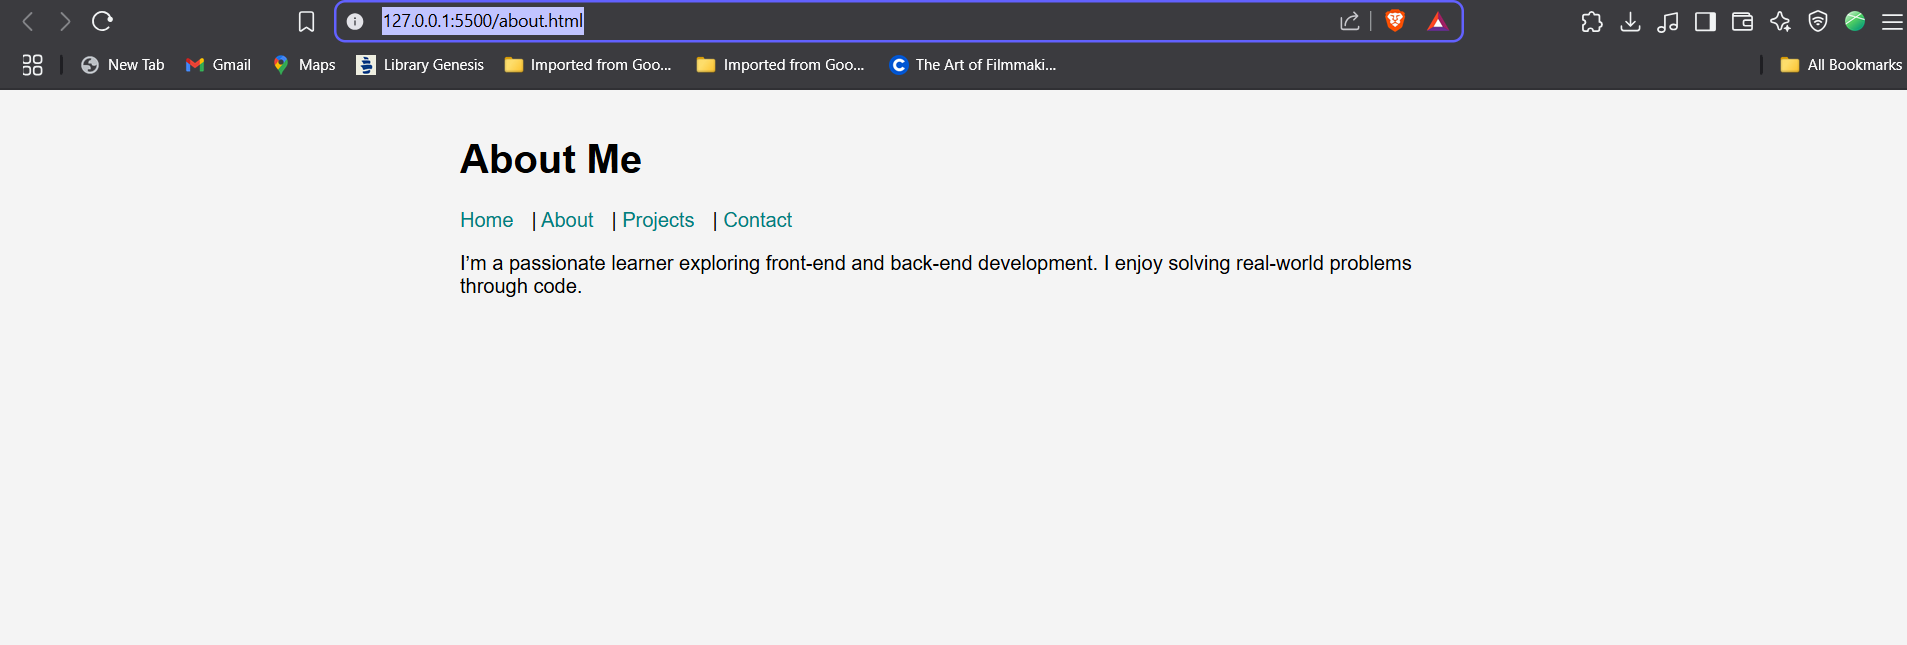 127.0.0.1:5500/about.html
New Tab Gmail Maps Library Genesis Imported from Goo... Imported from Goo... The Art of Filmmaki... All Bookmarks
About Me
Home | About | Projects | Contact
I’m a passionate learner exploring front-end and back-end development. I enjoy solving real-world problems
through code.